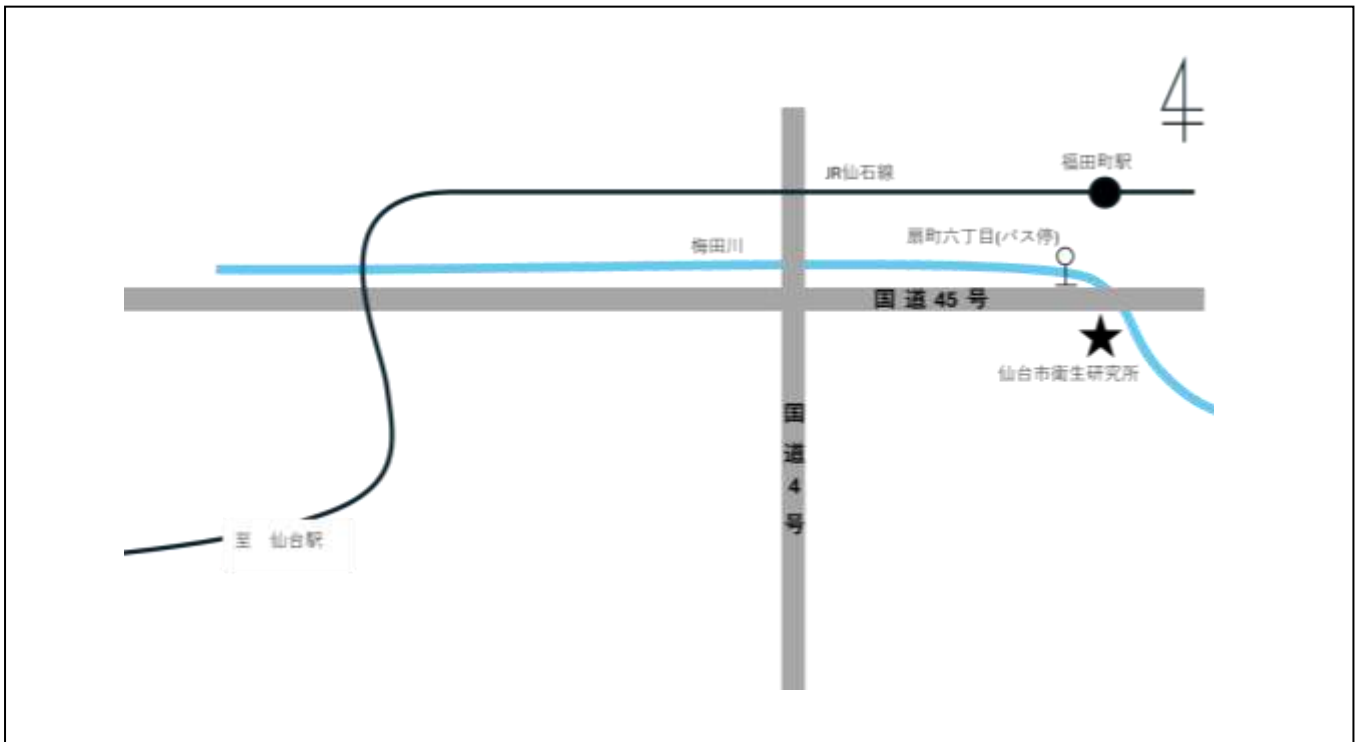 福田町駅
JR仙石線
扇町六丁目(バス停)
梅田川
国道45号
仙台市衛生研究所
国道4号
至　仙台駅